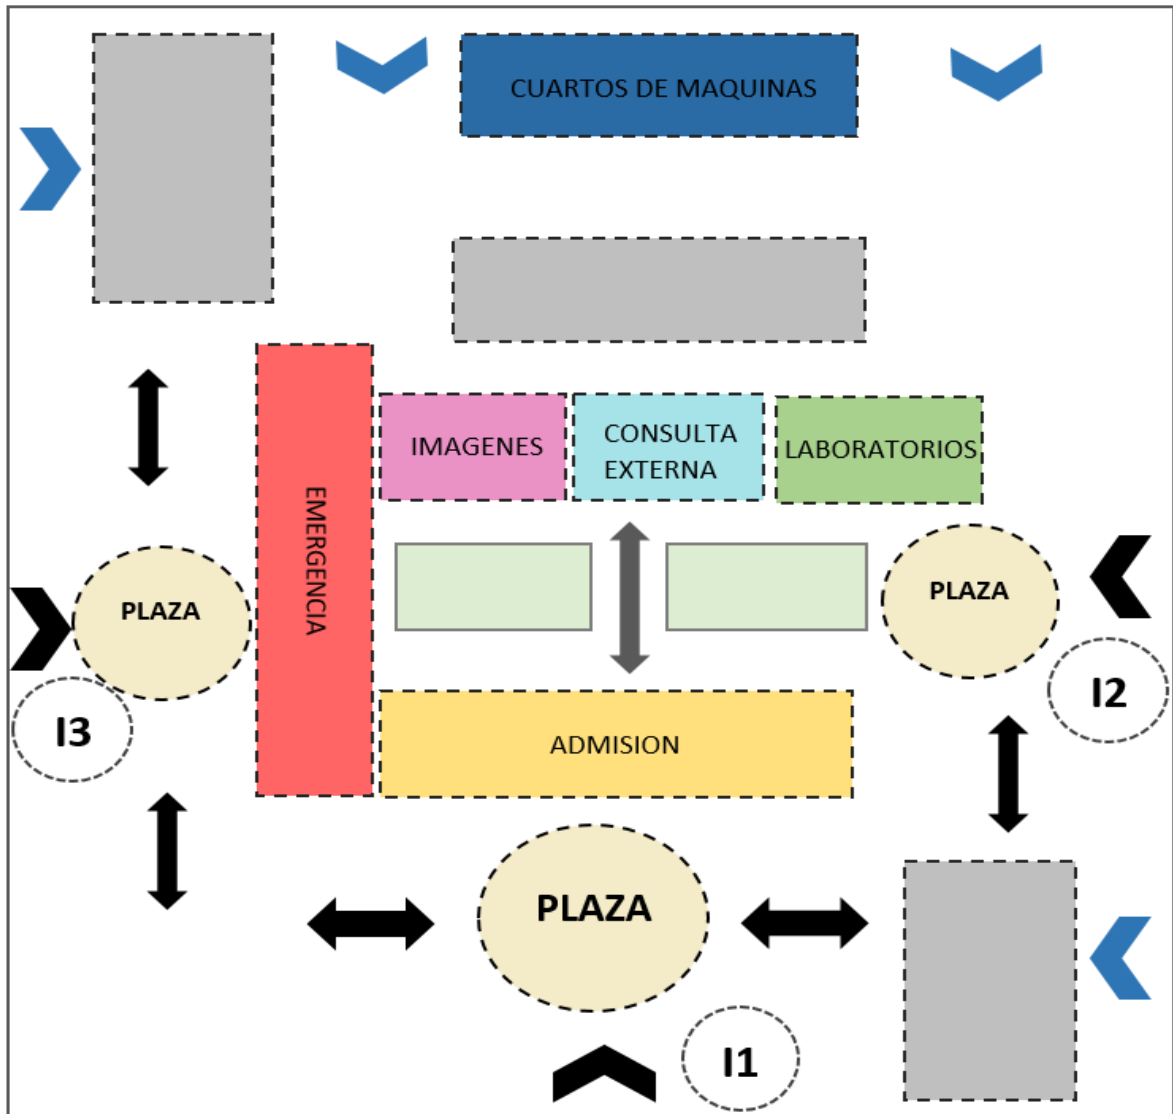 CUARTOS DE MAQUINAS
IMAGENES
CONSULTA
EXTERNA
LABORATORIOS
EMERGENCIA
PLAZA
PLAZA
I3
I2
ADMISION
PLAZA
I1